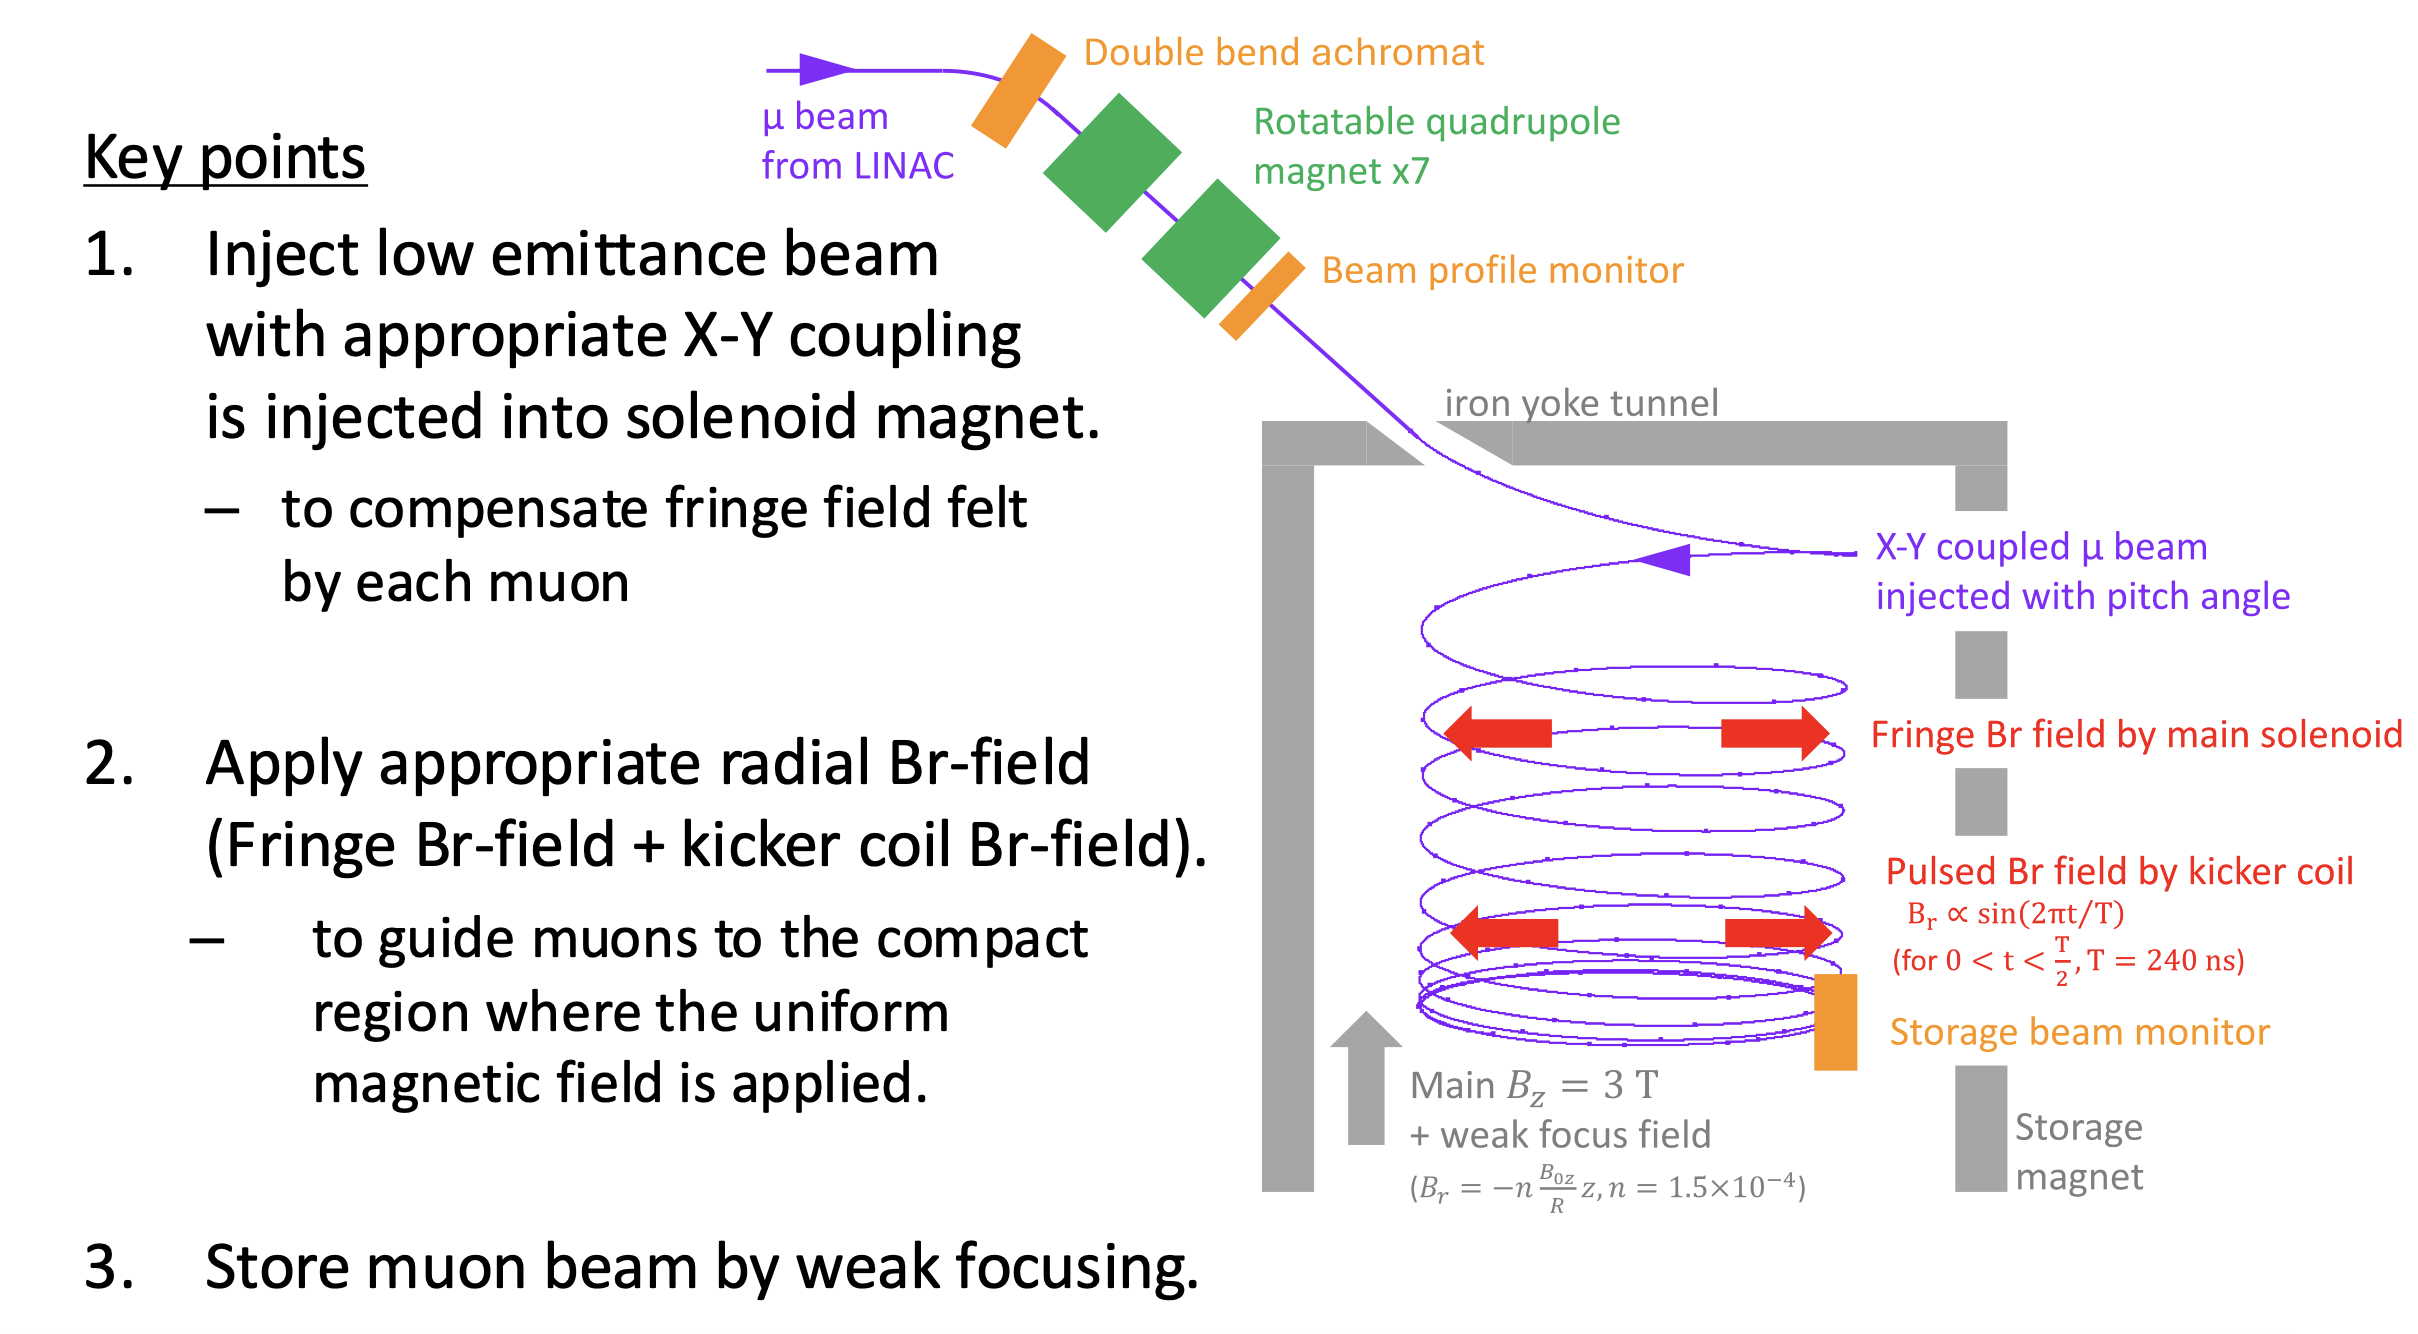 Key points
1. Inject low emittance beam
with appropriate X-Y coupling
is injected into solenoid magnet.
– to compensate fringe field felt
by each muon
2. Apply appropriate radial Br-field
(Fringe Br-field + kicker coil Br-field).
– to guide muons to the compact
region where the uniform
magnetic field is applied.
3. Store muon beam by weak focusing.
Double bend achromat
μ beam
from LINAC
Rotatable quadrupole
magnet x7
Beam profile monitor
iron yoke tunnel
X-Y coupled μ beam
injected with pitch angle
Fringe Br field by main solenoid
Pulsed Br field by kicker coil
B_r ∝ sin(2πt/T)
(for 0 < t < T/2, T = 240 ns)
Storage beam monitor
Main B_z = 3 T
+ weak focus field
(B_r = −n B_0z/R z, n = 1.5×10⁻⁴)
Storage
magnet